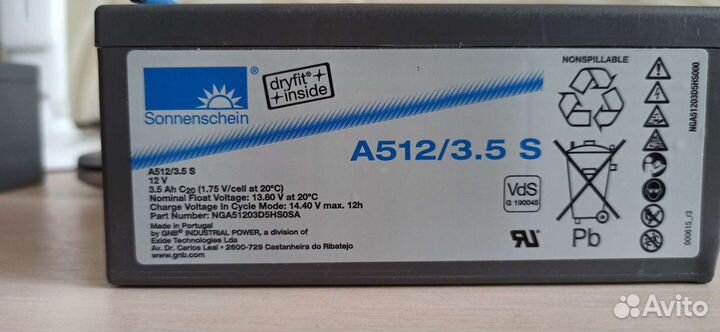 Sonnenschein®
dryfit®
inside
A512/3.5 S
12 V
3.5 Ah C20 (1.75 V/cell at 20°C)
Nominal Float Voltage: 13.80 V at 20°C
Charge Voltage in Cycle Mode: 14.40 V max. 12h
Part Number: NGA51203D5HS0SA
Made in Portugal
by GNB® INDUSTRIAL POWER, a division of
Exide Technologies Lda
Av. Dr. Carlos Leal • 2600-729 Castanheira do Ribatejo
www.gnb.com
A512/3.5 S
NONSPILLABLE
VdS
G 190045
Pb
NGA51203D5HS000
000615_r3
Avito